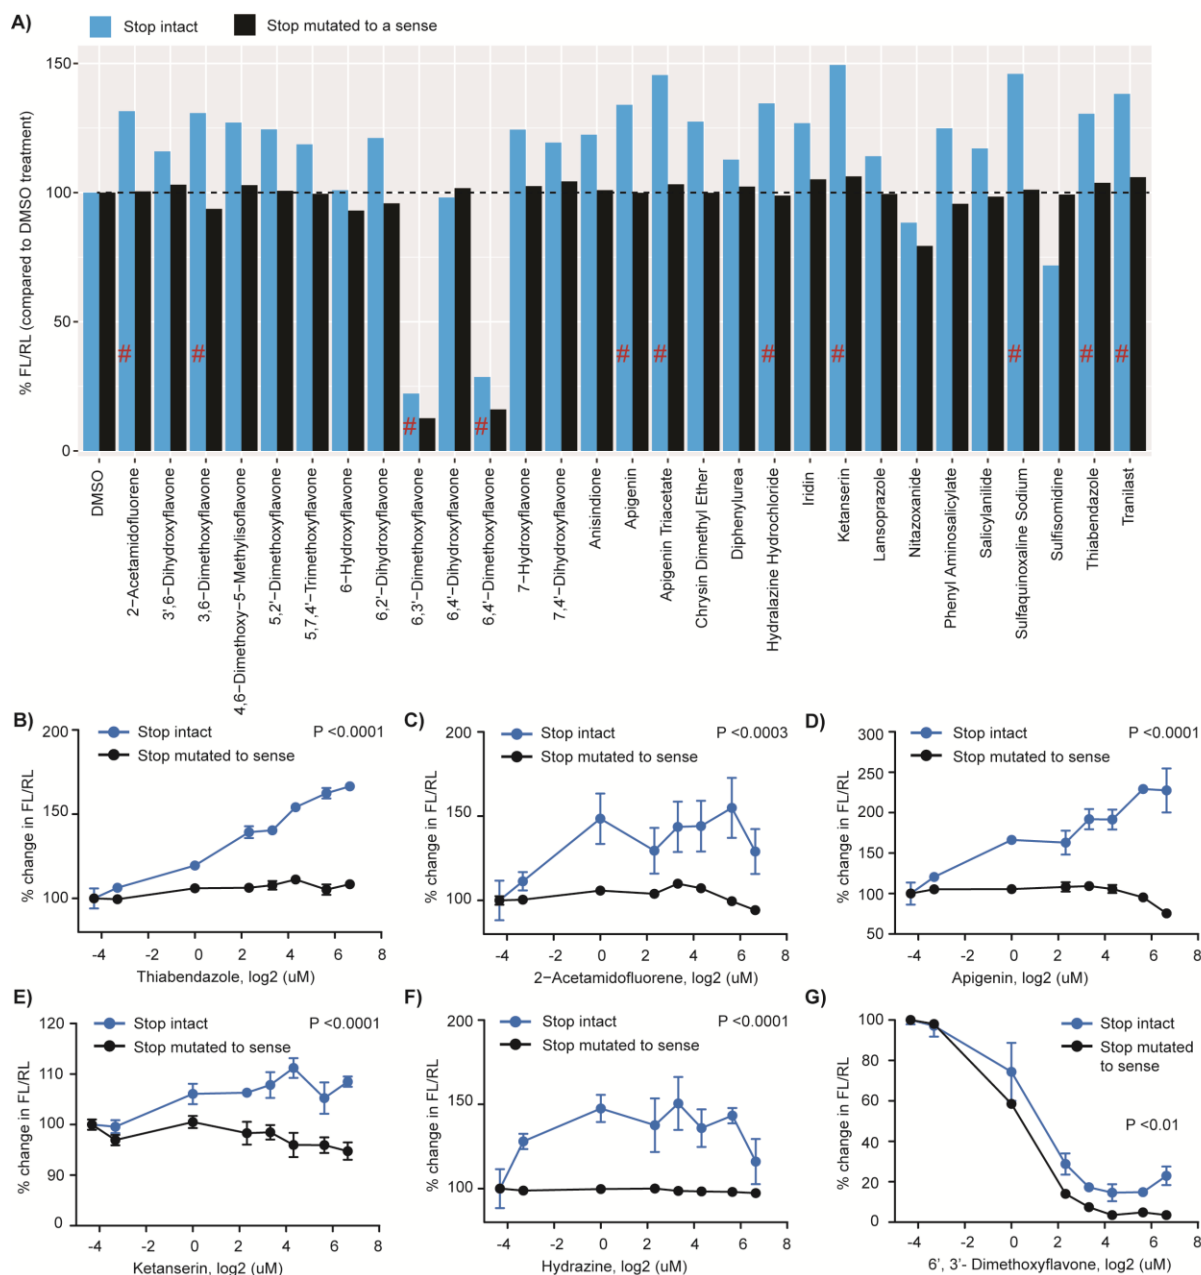 A)
Stop intact
Stop mutated to a sense
% FL/RL (compared to DMSO treatment)
150
100
50
0
# # # # # # # # # # #
DMSO
2−Acetamidofluorene
3',6−Dihydroxyflavone
3,6−Dimethoxyflavone
4,6−Dimethoxy−5−Methylisoflavone
5,2'−Dimethoxyflavone
5,7,4'−Trimethoxyflavone
6−Hydroxyflavone
6,2'−Dihydroxyflavone
6,3'−Dimethoxyflavone
6,4'−Dihydroxyflavone
6,4'−Dimethoxyflavone
7−Hydroxyflavone
7,4'−Dihydroxyflavone
Anisindione
Apigenin
Apigenin Triacetate
Chrysin Dimethyl Ether
Diphenylurea
Hydralazine Hydrochloride
Iridin
Ketanserin
Lansoprazole
Nitazoxanide
Phenyl Aminosalicylate
Salicylanilide
Sulfaquinoxaline Sodium
Sulfisomidine
Thiabendazole
Tranilast
B)
Stop intact
Stop mutated to sense
P <0.0001
% change in FL/RL
200
150
100
-4 -2 0 2 4 6 8
Thiabendazole, log2 (uM)
C)
Stop intact
Stop mutated to sense
P <0.0003
% change in FL/RL
200
150
100
-4 -2 0 2 4 6 8
2−Acetamidofluorene, log2 (uM)
D)
Stop intact
Stop mutated to sense
P <0.0001
% change in FL/RL
300
250
200
150
100
50
-4 -2 0 2 4 6 8
Apigenin, log2 (uM)
E)
Stop intact
Stop mutated to sense
P <0.0001
% change in FL/RL
120
110
100
90
0
-4 -2 0 2 4 6 8
Ketanserin, log2 (uM)
F)
Stop intact
Stop mutated to sense
P <0.0001
% change in FL/RL
200
150
100
-4 -2 0 2 4 6 8
Hydrazine, log2 (uM)
G)
Stop intact
Stop mutated
to sense
P <0.01
% change in FL/RL
100
80
60
40
20
0
-4 -2 0 2 4 6 8
6', 3'- Dimethoxyflavone, log2 (uM)